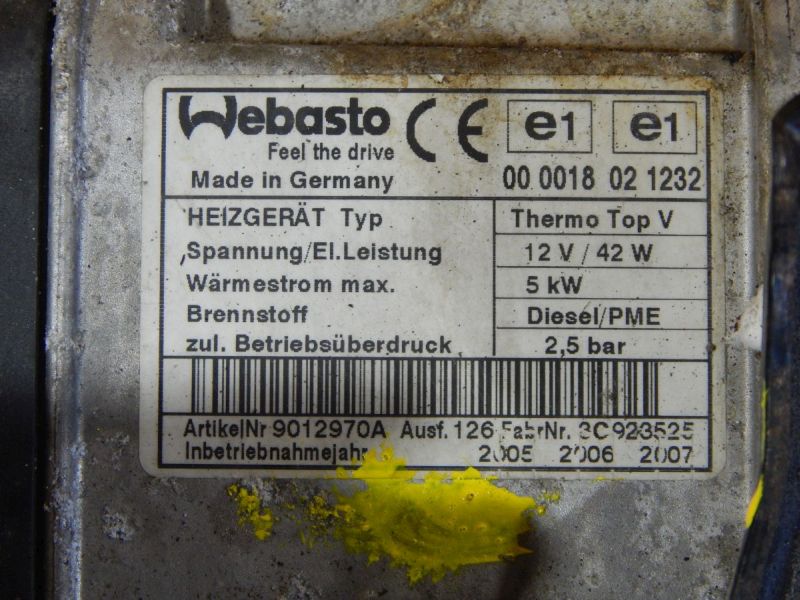 Webasto
Feel the drive
Made in Germany
CE e1 e1
00 0018 02 1232
HEIZGERÄT Typ Thermo Top V
Spannung/El.Leistung 12 V / 42 W
Wärmestrom max. 5 kW
Brennstoff Diesel/PME
zul. Betriebsüberdruck 2,5 bar
ArtikelNr 9012970A Ausf. 126 FabrNr. 3C923525
Inbetriebnahmejahr 2005 2006 2007